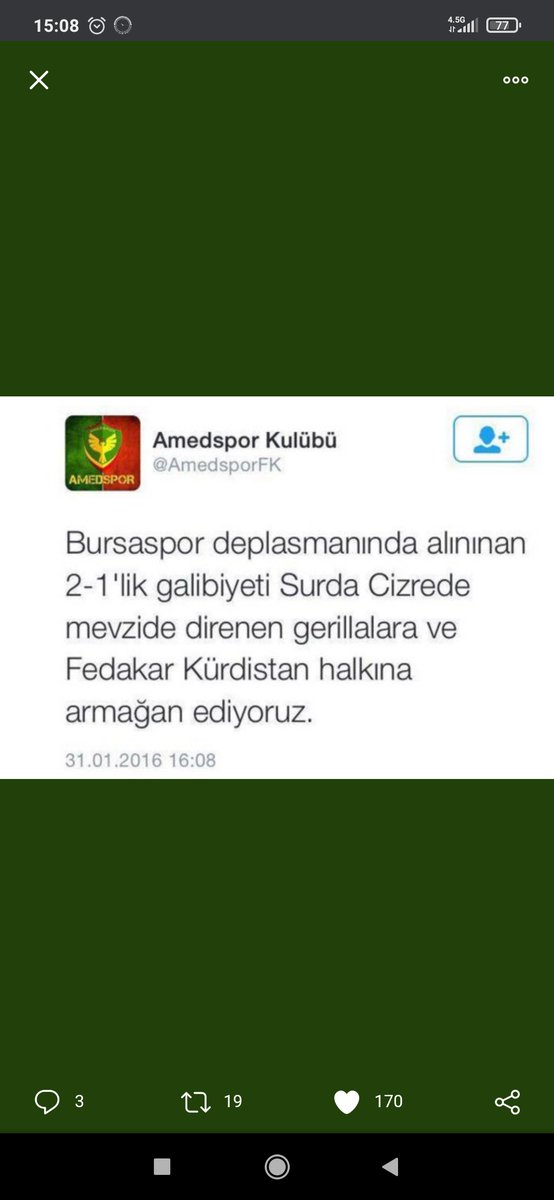 15:08
4.5G
77
AMEDSPOR
Amedspor Kulübü
@AmedsporFK
Bursaspor deplasmanında alınınan
2-1'lik galibiyeti Surda Cizrede
mevzide direnen gerillalara ve
Fedakar Kürdistan halkına
armağan ediyoruz.
31.01.2016 16:08
3
19
170